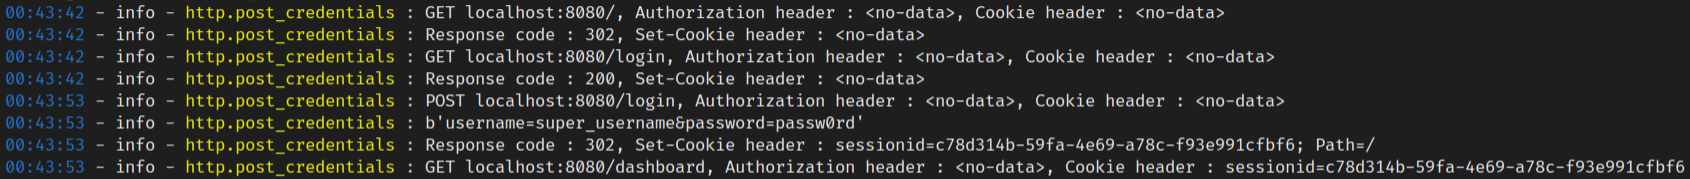 00:43:42 - info - http.post_credentials : GET localhost:8080/, Authorization header : <no-data>, Cookie header : <no-data>
00:43:42 - info - http.post_credentials : Response code : 302, Set-Cookie header : <no-data>
00:43:42 - info - http.post_credentials : GET localhost:8080/login, Authorization header : <no-data>, Cookie header : <no-data>
00:43:42 - info - http.post_credentials : Response code : 200, Set-Cookie header : <no-data>
00:43:53 - info - http.post_credentials : POST localhost:8080/login, Authorization header : <no-data>, Cookie header : <no-data>
00:43:53 - info - http.post_credentials : b'username=super_username&password=passw0rd'
00:43:53 - info - http.post_credentials : Response code : 302, Set-Cookie header : sessionid=c78d314b-59fa-4e69-a78c-f93e991cfbf6; Path=/
00:43:53 - info - http.post_credentials : GET localhost:8080/dashboard, Authorization header : <no-data>, Cookie header : sessionid=c78d314b-59fa-4e69-a78c-f93e991cfbf6